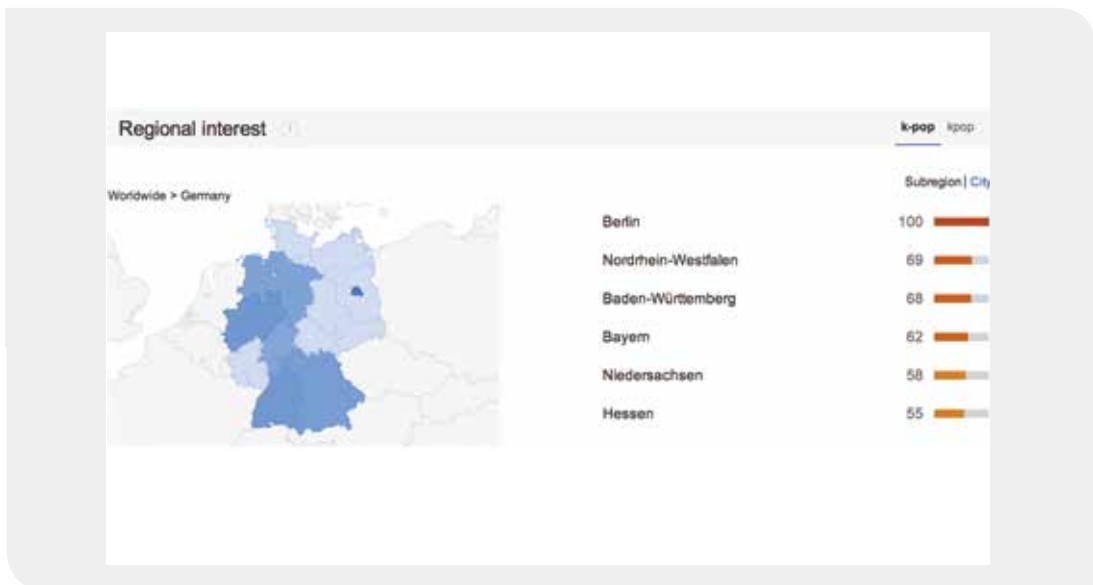 Regional interest
k-pop kpop
Subregion | City
Worldwide > Germany
Berlin 100
Nordrhein-Westfalen 69
Baden-Württemberg 68
Bayern 62
Niedersachsen 58
Hessen 55